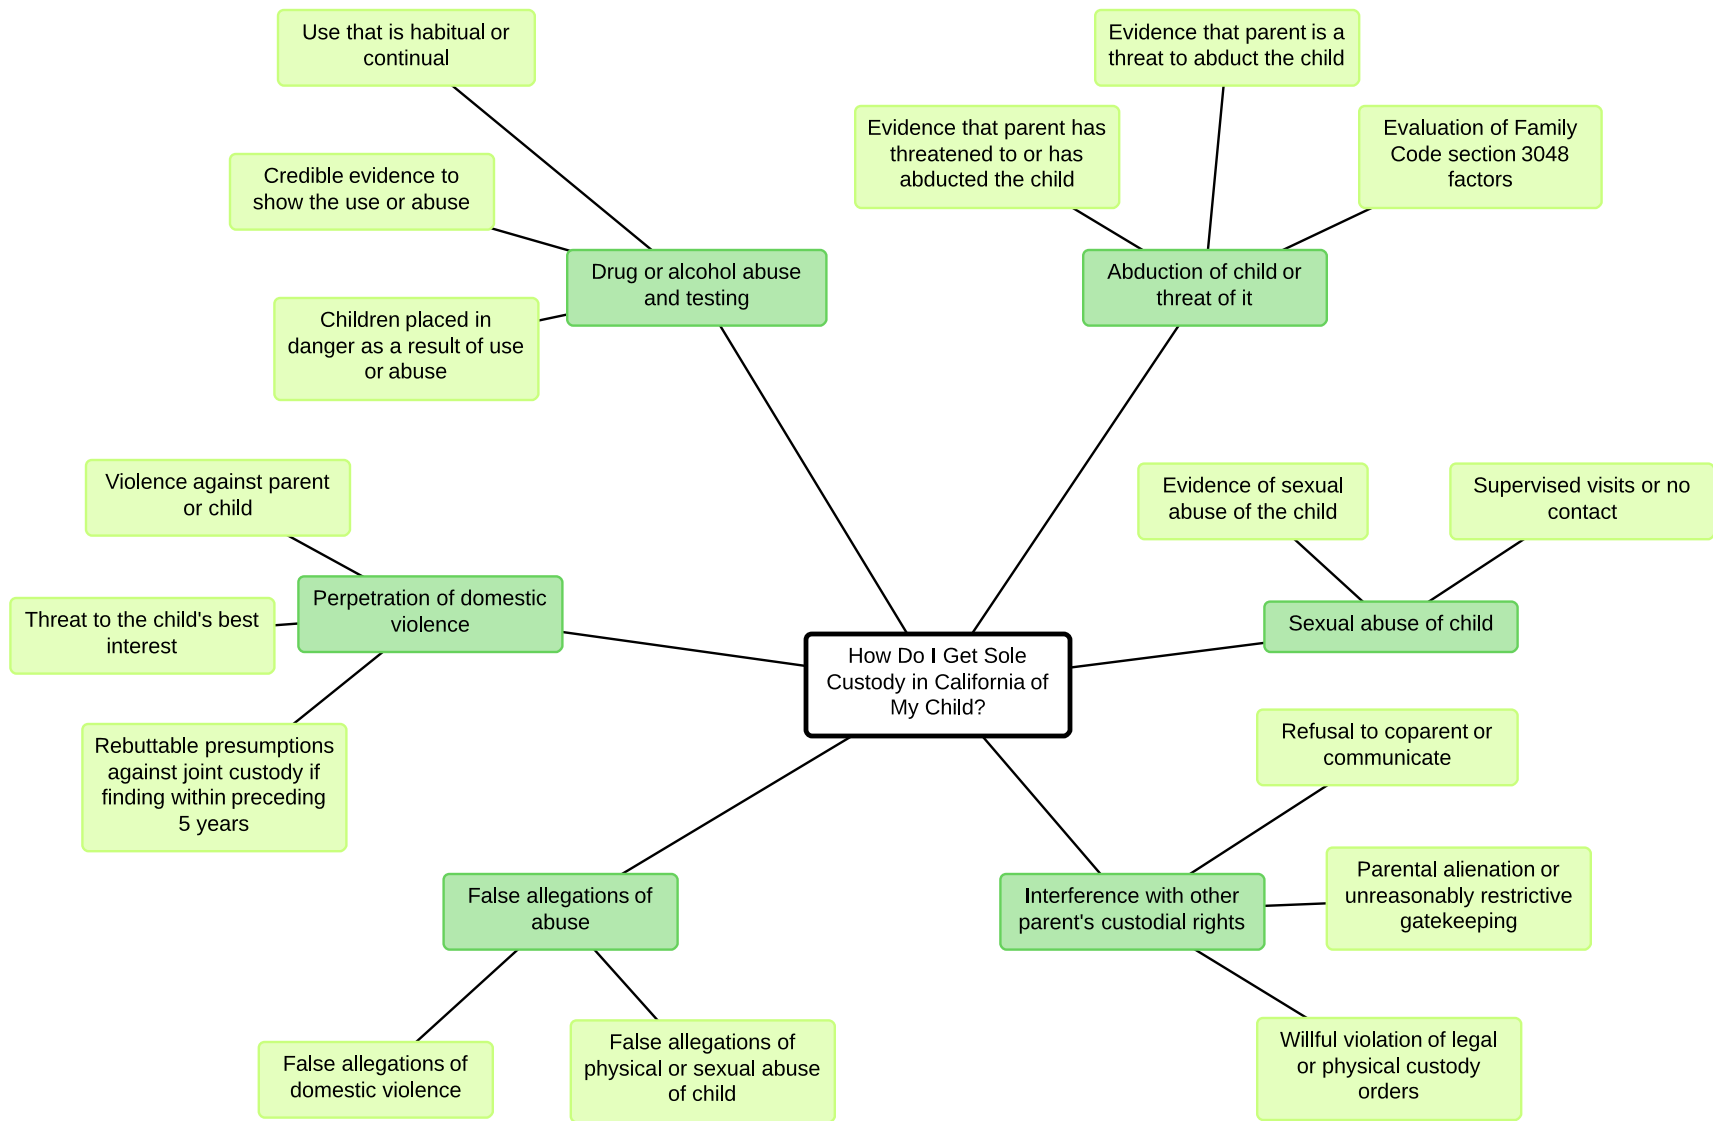 Use that is habitual or
continual
Evidence that parent is a
threat to abduct the child
Evidence that parent has
threatened to or has
abducted the child
Evaluation of Family
Code section 3048
factors
Credible evidence to
show the use or abuse
Drug or alcohol abuse
and testing
Abduction of child or
threat of it
Children placed in
danger as a result of use
or abuse
Violence against parent
or child
Evidence of sexual
abuse of the child
Supervised visits or no
contact
Perpetration of domestic
violence
Threat to the child's best
interest
Sexual abuse of child
How Do I Get Sole
Custody in California of
My Child?
Rebuttable presumptions
against joint custody if
finding within preceding
5 years
Refusal to coparent or
communicate
False allegations of
abuse
Interference with other
parent's custodial rights
Parental alienation or
unreasonably restrictive
gatekeeping
False allegations of
domestic violence
False allegations of
physical or sexual abuse
of child
Willful violation of legal
or physical custody
orders